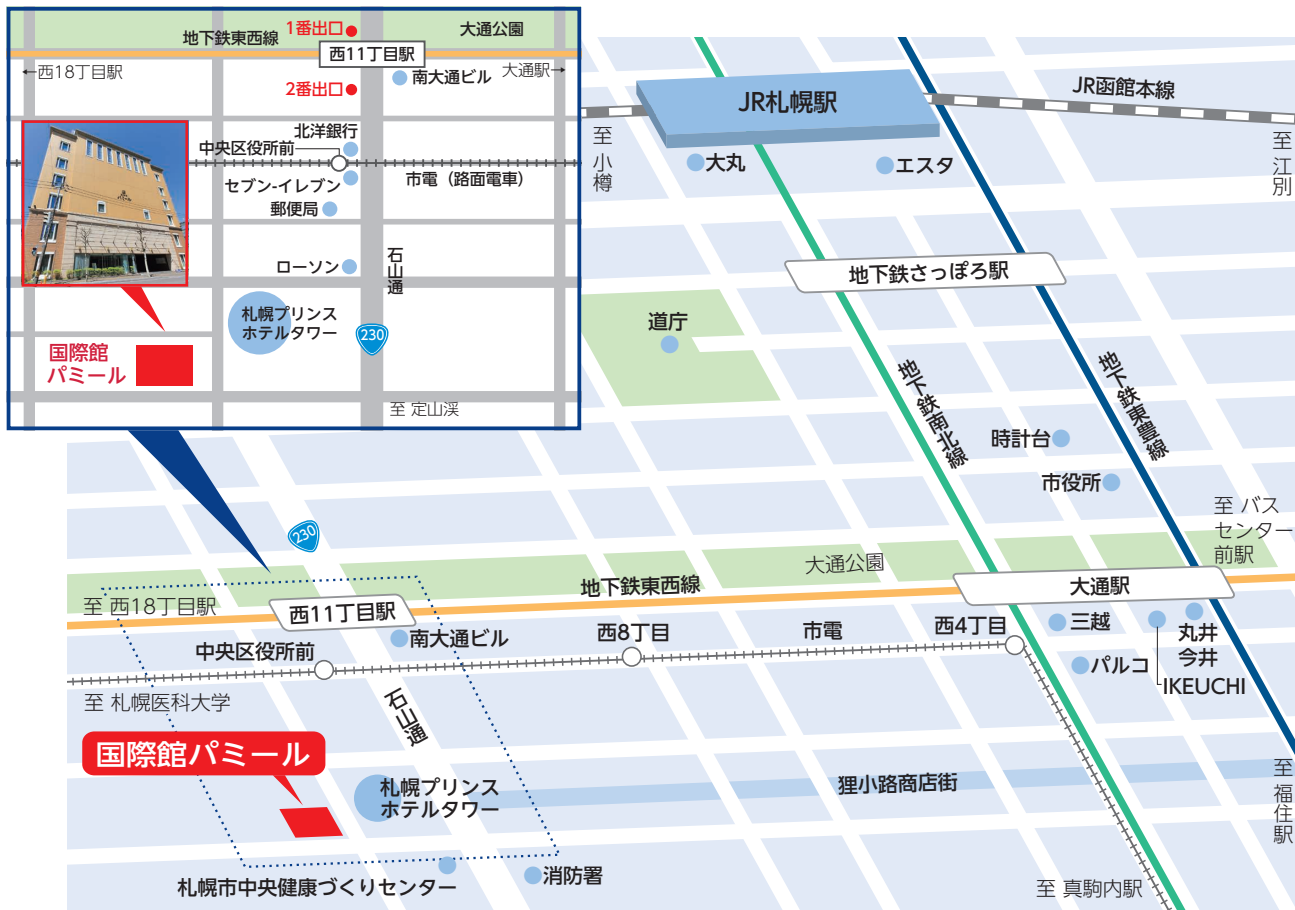 1番出口
大通公園
地下鉄東西線
西11丁目駅
←西18丁目駅
大通駅→
南大通ビル
2番出口
北洋銀行
中央区役所前
セブン-イレブン
市電（路面電車）
郵便局
ローソン
石山通
札幌プリンス
ホテルタワー
230
国際館
パミール
至 定山渓
JR札幌駅
JR函館本線
至 小樽
至 江別
大丸
エスタ
地下鉄さっぽろ駅
道庁
地下鉄南北線
地下鉄東豊線
時計台
市役所
至 バス
センター
前駅
230
大通公園
地下鉄東西線
大通駅
至 西18丁目駅
西11丁目駅
南大通ビル
中央区役所前
西8丁目
市電
西4丁目
三越
丸井
今井
パルコ
IKEUCHI
至 札幌医科大学
石山通
国際館パミール
札幌プリンス
ホテルタワー
狸小路商店街
至 福住駅
札幌市中央健康づくりセンター
消防署
至 真駒内駅